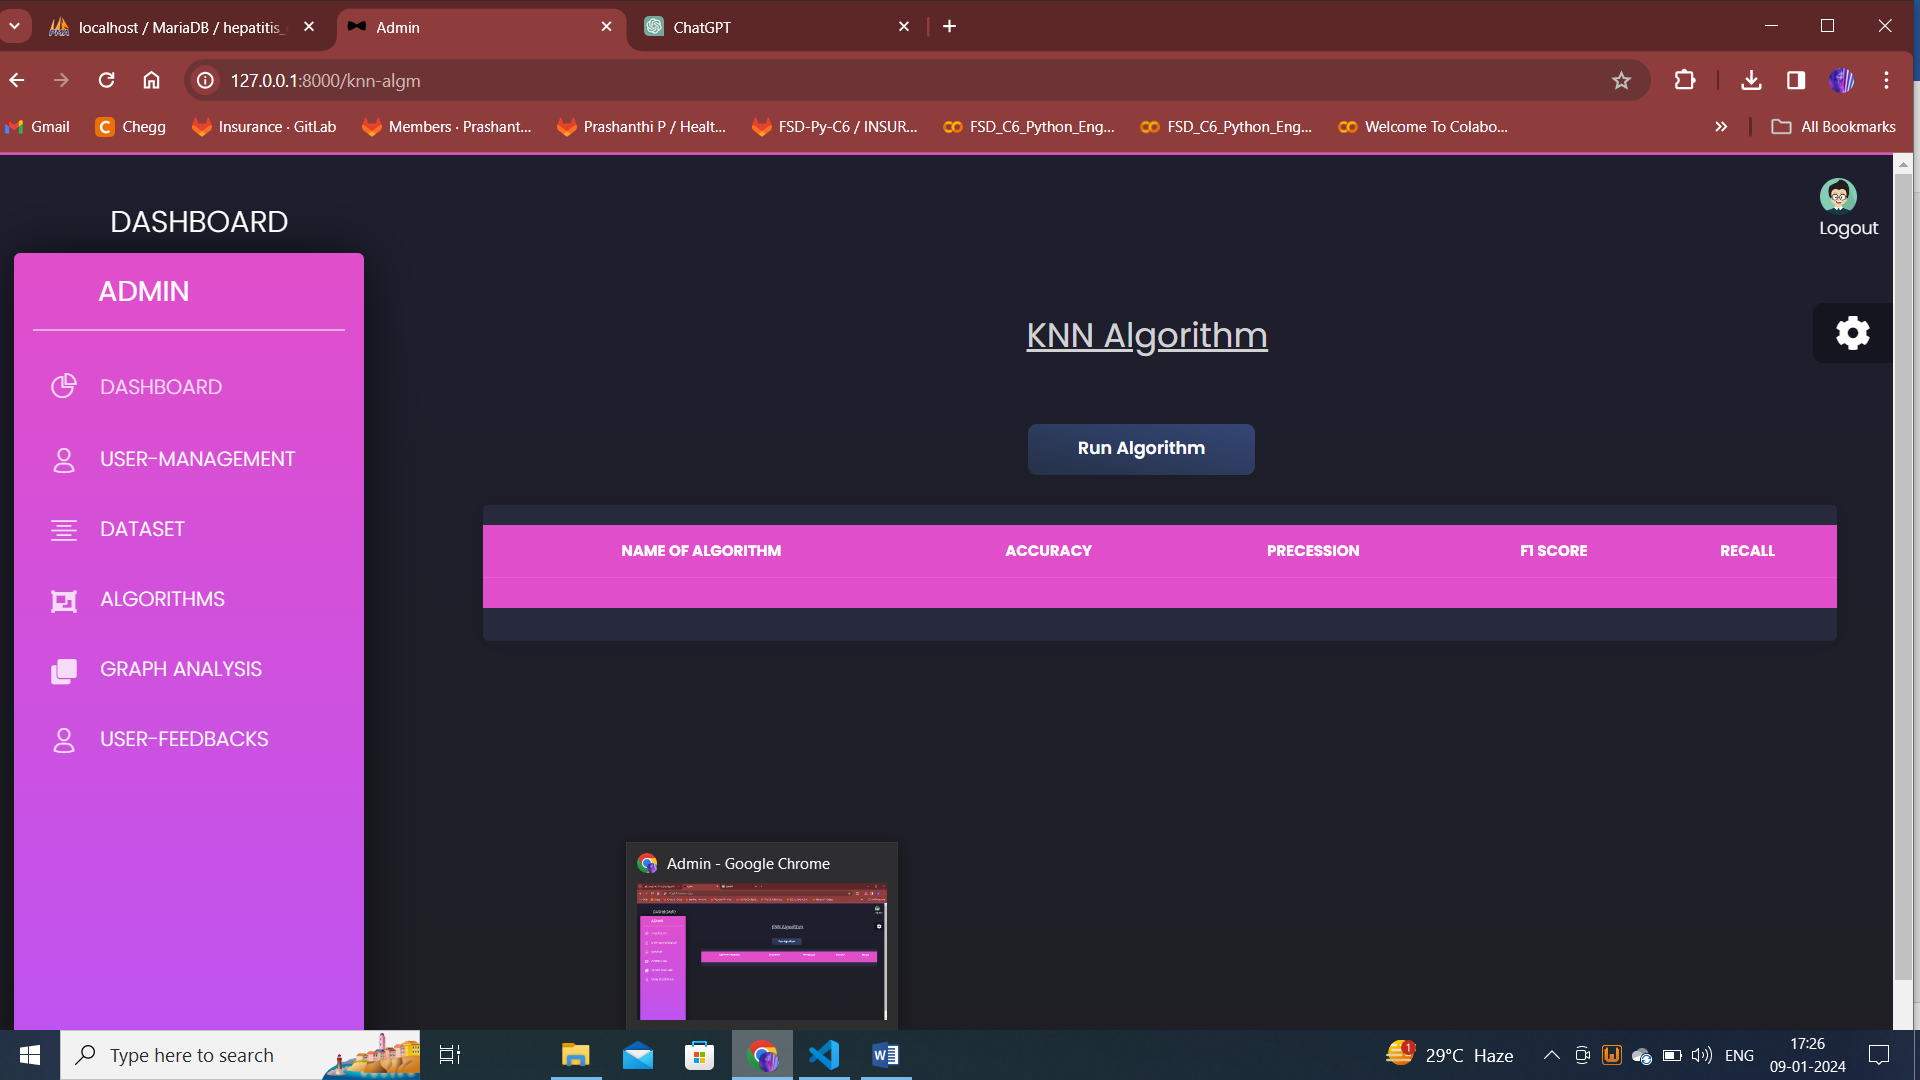 localhost / MariaDB / hepatitis_
Admin
ChatGPT
127.0.0.1:8000/knn-algm
Gmail
Chegg
Insurance · GitLab
Members · Prashant...
Prashanthi P / Healt...
FSD-Py-C6 / INSUR...
FSD_C6_Python_Eng...
FSD_C6_Python_Eng...
Welcome To Colabo...
All Bookmarks
DASHBOARD
Logout
ADMIN
KNN Algorithm
DASHBOARD
Run Algorithm
USER-MANAGEMENT
DATASET
NAME OF ALGORITHM ACCURACY PRECESSION F1 SCORE RECALL
ALGORITHMS
GRAPH ANALYSIS
USER-FEEDBACKS
Admin - Google Chrome
Type here to search
1
29°C Haze
ENG
17:26
09-01-2024